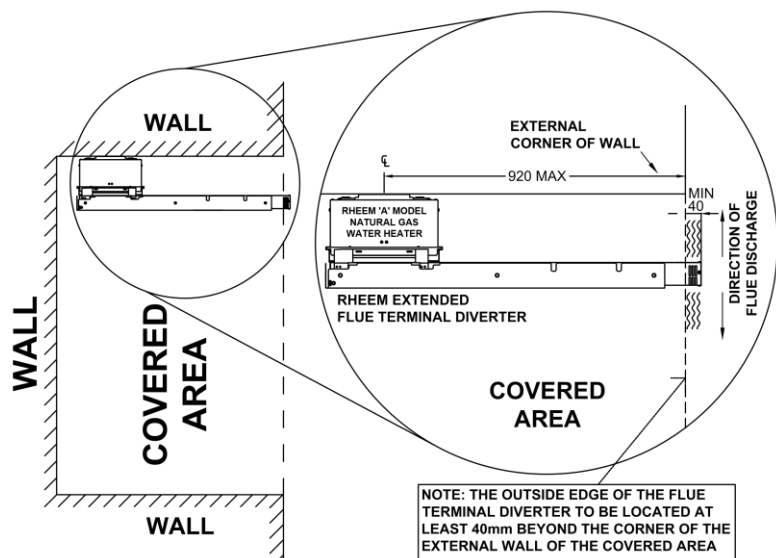 WALL
WALL
COVERED
AREA
WALL
EXTERNAL
CORNER OF WALL
℄
920 MAX
MIN
40
RHEEM 'A' MODEL
NATURAL GAS
WATER HEATER
DIRECTION OF
FLUE DISCHARGE
RHEEM EXTENDED
FLUE TERMINAL DIVERTER
COVERED
AREA
NOTE: THE OUTSIDE EDGE OF THE FLUE
TERMINAL DIVERTER TO BE LOCATED AT
LEAST 40mm BEYOND THE CORNER OF THE
EXTERNAL WALL OF THE COVERED AREA